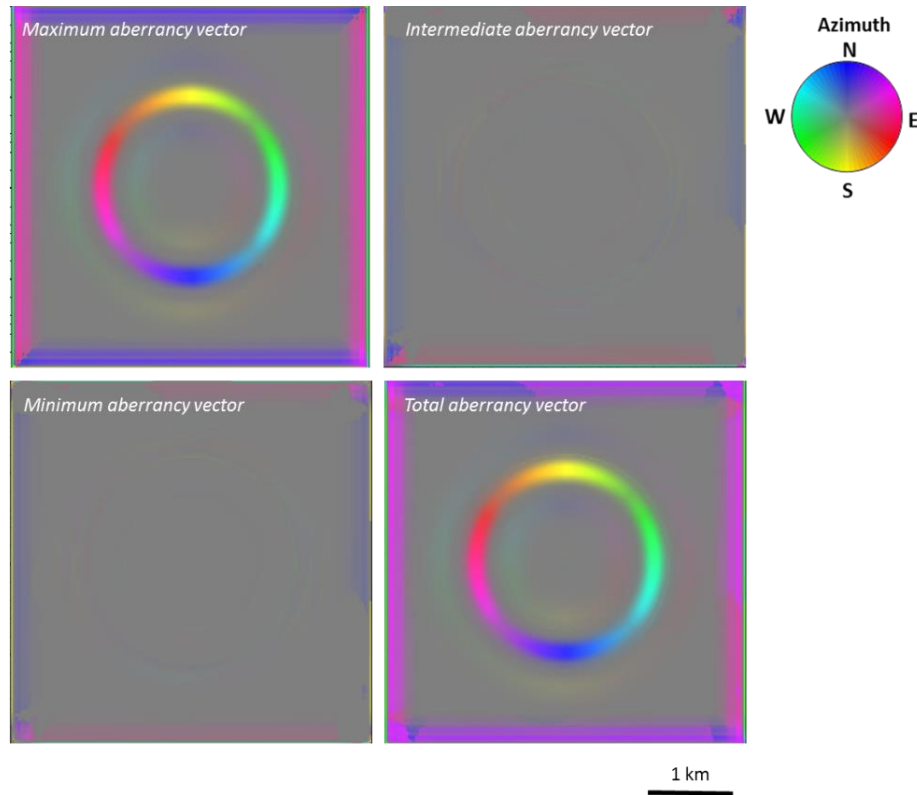 Maximum aberrancy vector
Intermediate aberrancy vector
Azimuth
N
W
E
S
Minimum aberrancy vector
Total aberrancy vector
1 km